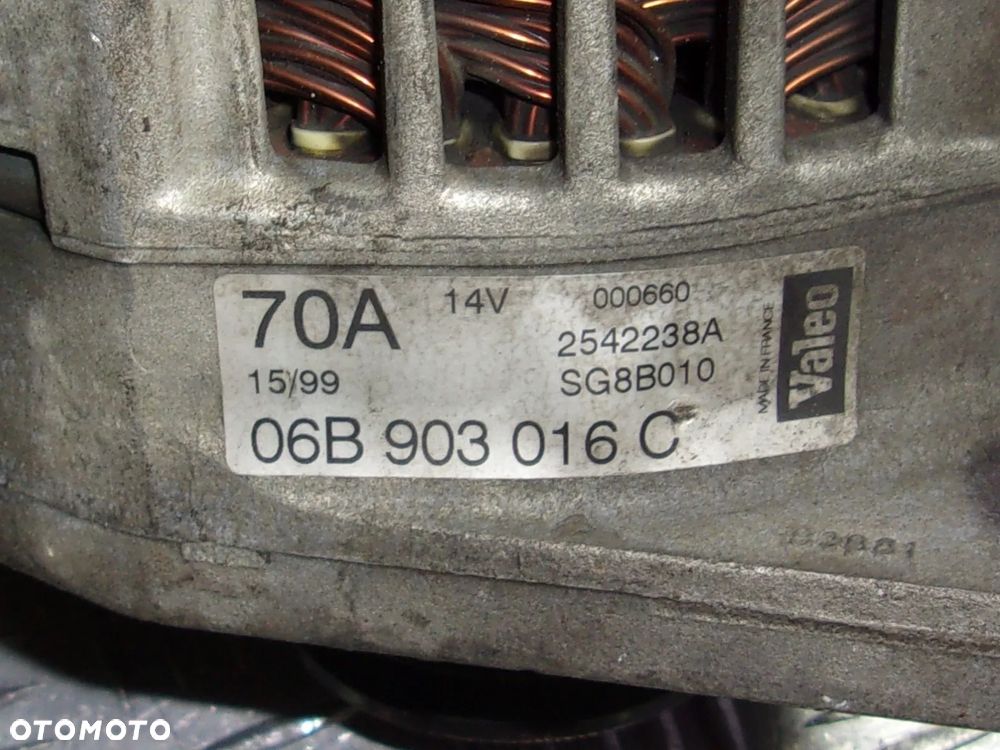 70A 14V 000660
2542238A
15/99 SG8B010
06B 903 016 C
MADE IN FRANCE
Valeo
OTOMOTO